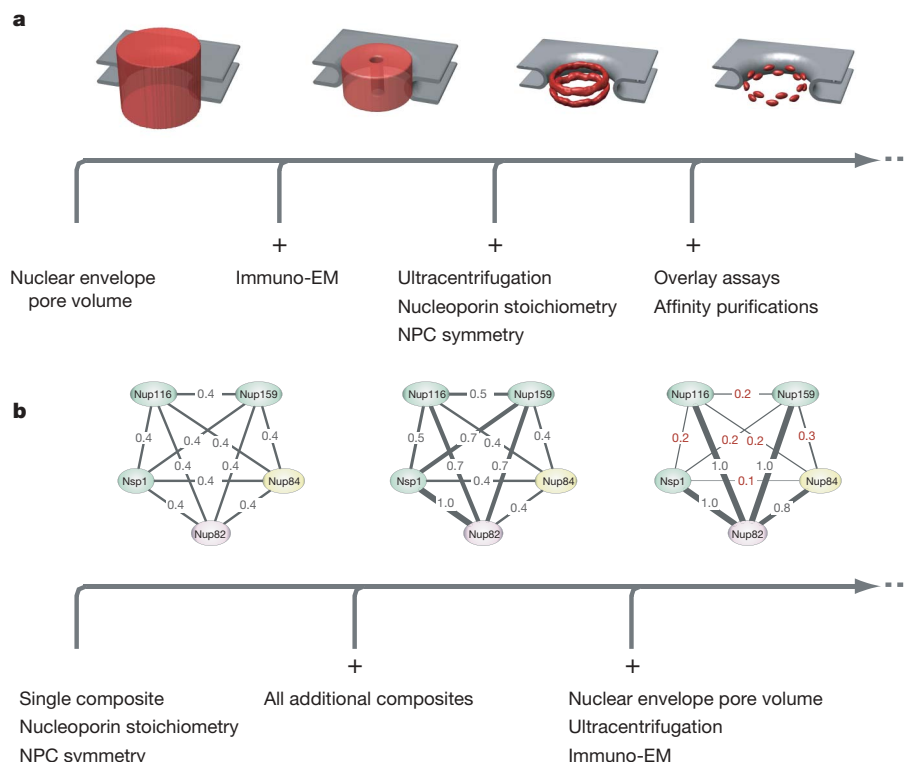 a
Nuclear envelope
pore volume
+
Immuno-EM
+
Ultracentrifugation
Nucleoporin stoichiometry
NPC symmetry
+
Overlay assays
Affinity purifications
b
Nup116
0.4
Nup159
0.4
0.4
0.4
0.4
0.4
0.4
Nsp1
0.4
Nup84
0.4
0.4
Nup82
Nup116
0.5
Nup159
0.5
0.7
0.4
0.4
0.7
0.7
Nsp1
0.4
Nup84
1.0
0.4
Nup82
Nup116
0.2
Nup159
0.2
0.2
0.2
0.3
1.0
1.0
Nsp1
0.1
Nup84
1.0
0.8
Nup82
Single composite
Nucleoporin stoichiometry
NPC symmetry
+
All additional composites
+
Nuclear envelope pore volume
Ultracentrifugation
Immuno-EM